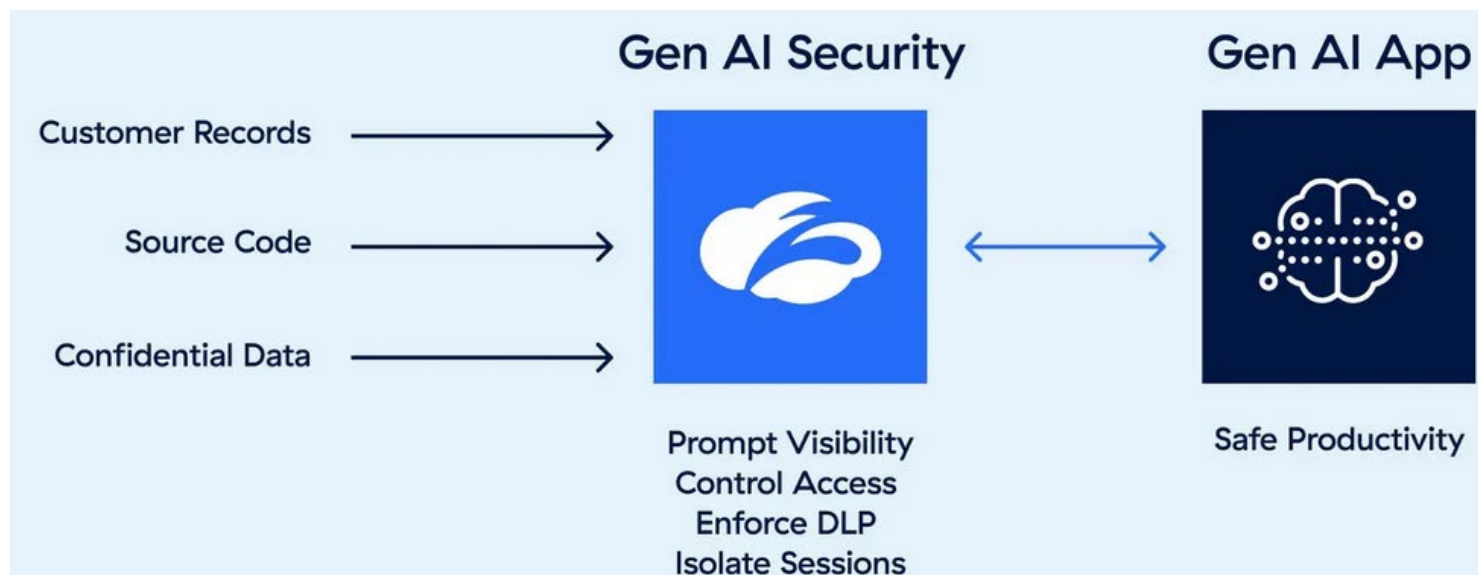 Gen AI Security
Gen AI App
Customer Records
Source Code
Confidential Data
Prompt Visibility
Control Access
Enforce DLP
Isolate Sessions
Safe Productivity